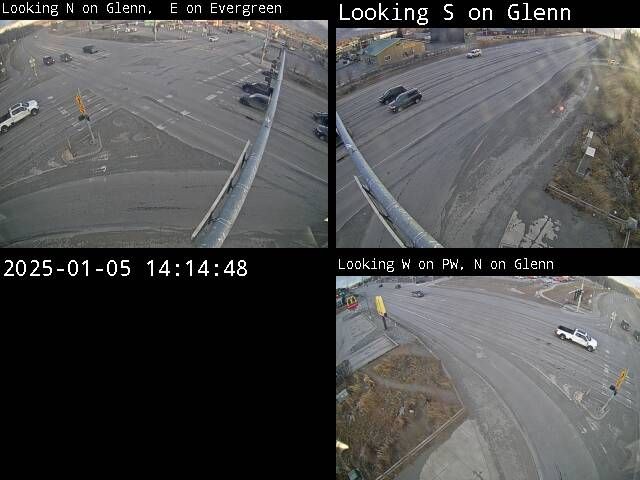 Looking N on Glenn,  E on Evergreen
Looking S on Glenn
2025-01-05 14:14:48
Looking W on PW, N on Glenn